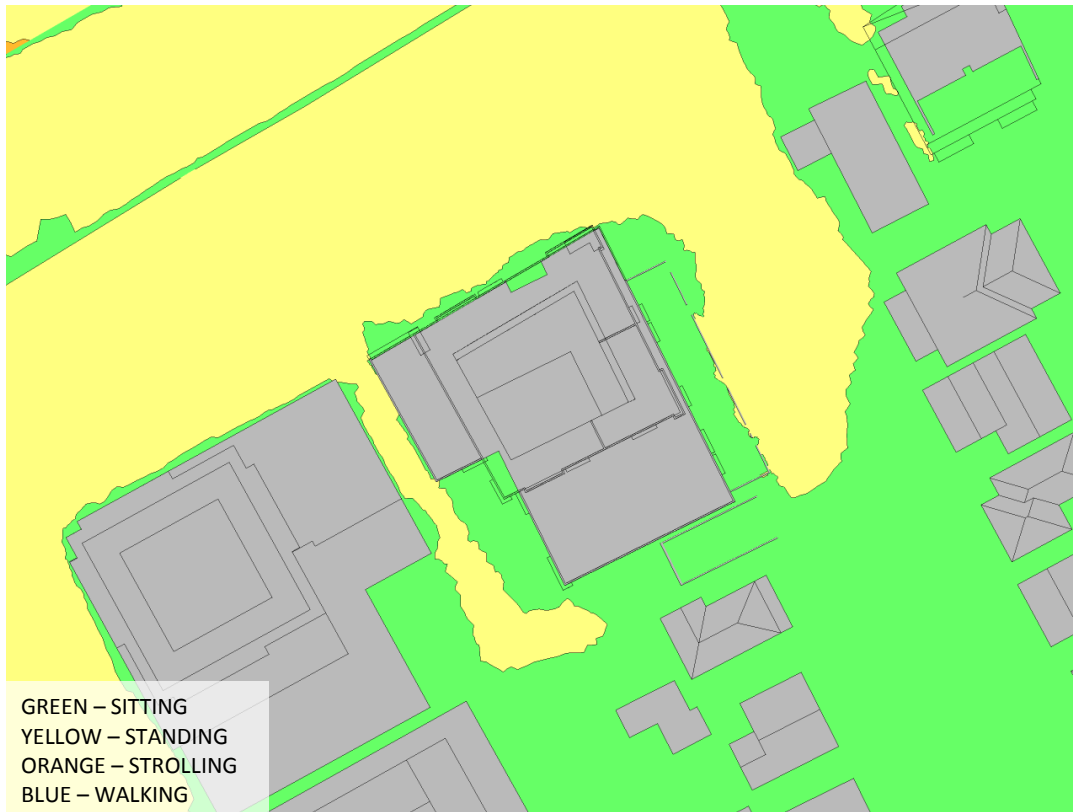 GREEN – SITTING
YELLOW – STANDING
ORANGE – STROLLING
BLUE – WALKING